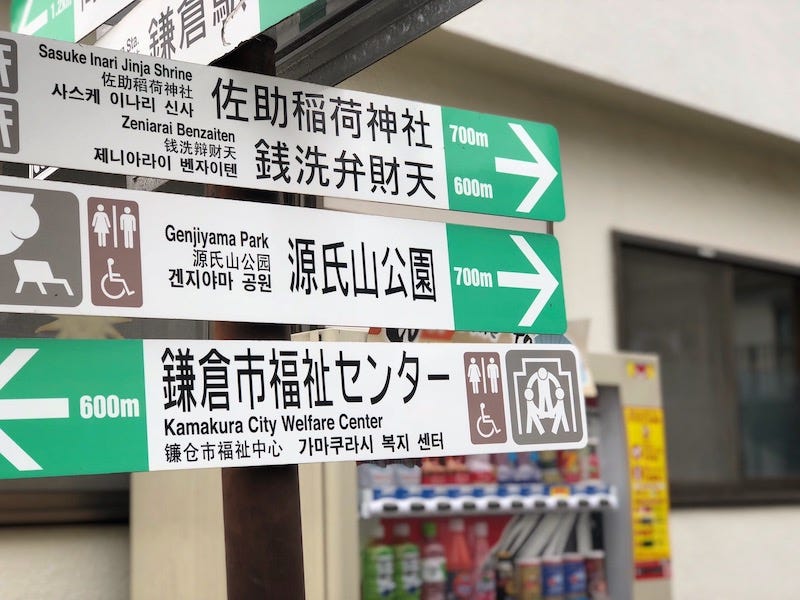 1.2km
Sta.
鎌倉駅
Sasuke Inari Jinja Shrine
佐助稲荷神社
사스케 이나리 신사
佐助稲荷神社
700m
Zeniarai Benzaiten
钱洗辩财天
제니아라이 벤자이텐
銭洗弁財天
600m
Genjiyama Park
源氏山公园
겐지야마 공원
源氏山公園
700m
600m
鎌倉市福祉センター
Kamakura City Welfare Center
镰仓市福祉中心 가마쿠라시 복지 센터